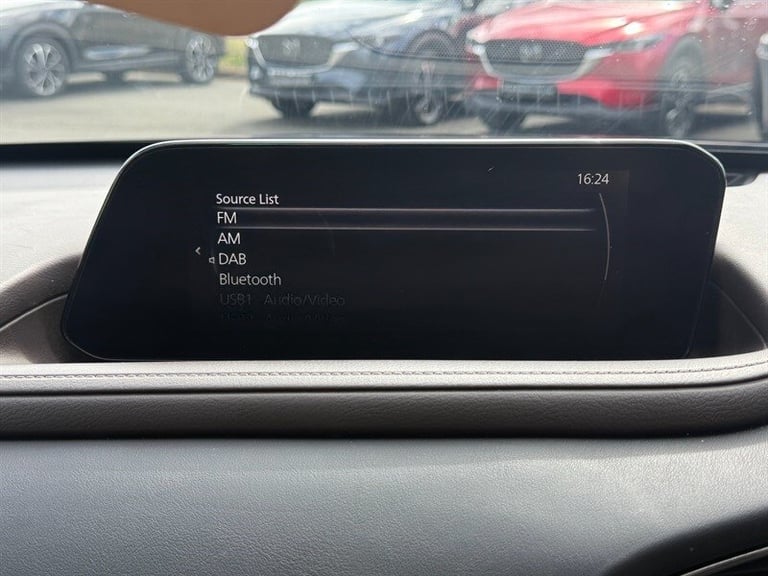 16:24
Source List
FM
AM
DAB
Bluetooth
USB1 Audio/Video